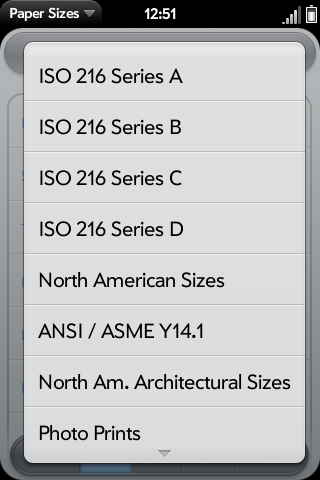 Paper Sizes
12:51
ISO 216 Series A
ISO 216 Series B
ISO 216 Series C
ISO 216 Series D
North American Sizes
ANSI / ASME Y14.1
North Am. Architectural Sizes
Photo Prints